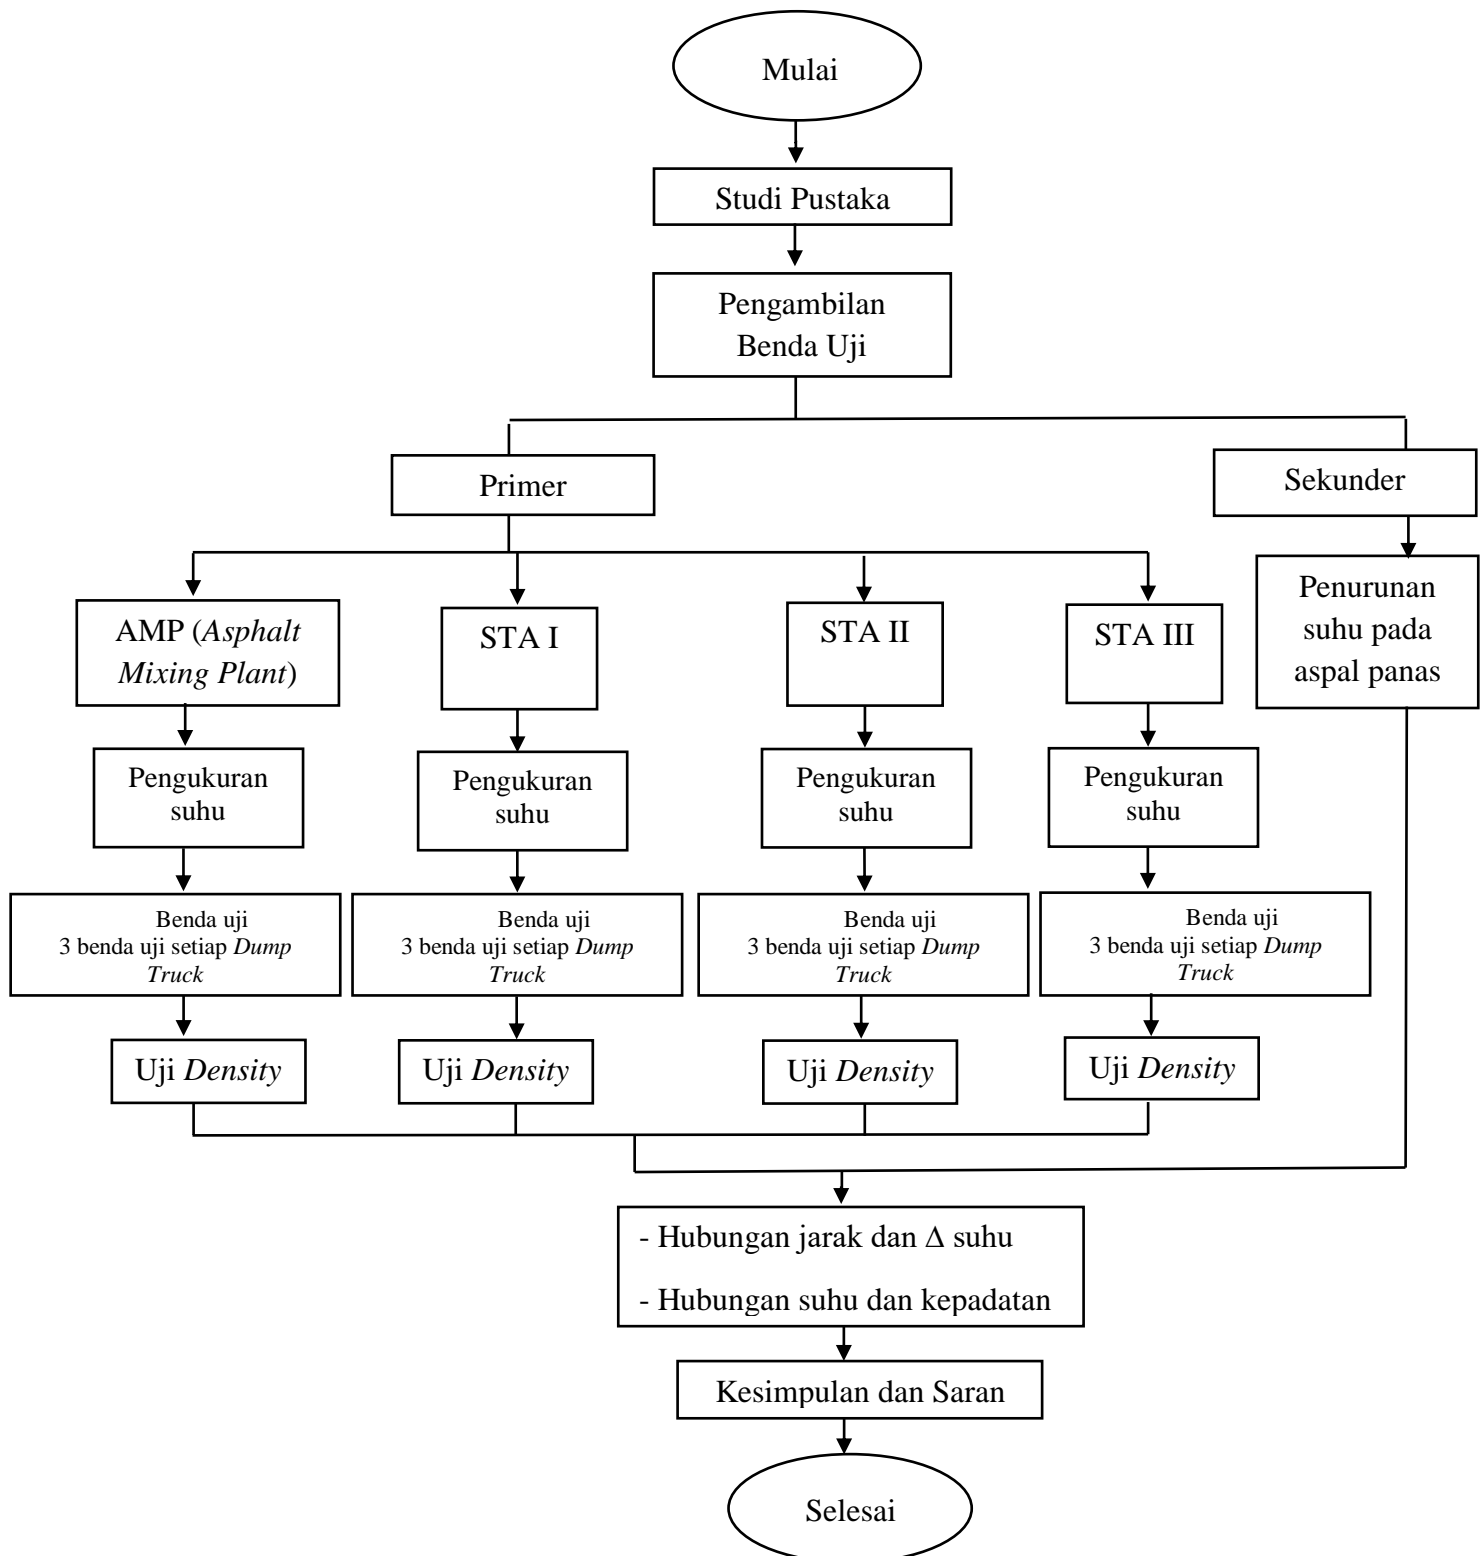 Mulai
Studi Pustaka
Pengambilan
Benda Uji
Primer
Sekunder
AMP (Asphalt
Mixing Plant)
STA I
STA II
STA III
Penurunan
suhu pada
aspal panas
Pengukuran
suhu
Pengukuran
suhu
Pengukuran
suhu
Pengukuran
suhu
Benda uji
3 benda uji setiap Dump
Truck
Benda uji
3 benda uji setiap Dump
Truck
Benda uji
3 benda uji setiap Dump
Truck
Benda uji
3 benda uji setiap Dump
Truck
Uji Density
Uji Density
Uji Density
Uji Density
- Hubungan jarak dan Δ suhu
- Hubungan suhu dan kepadatan
Kesimpulan dan Saran
Selesai